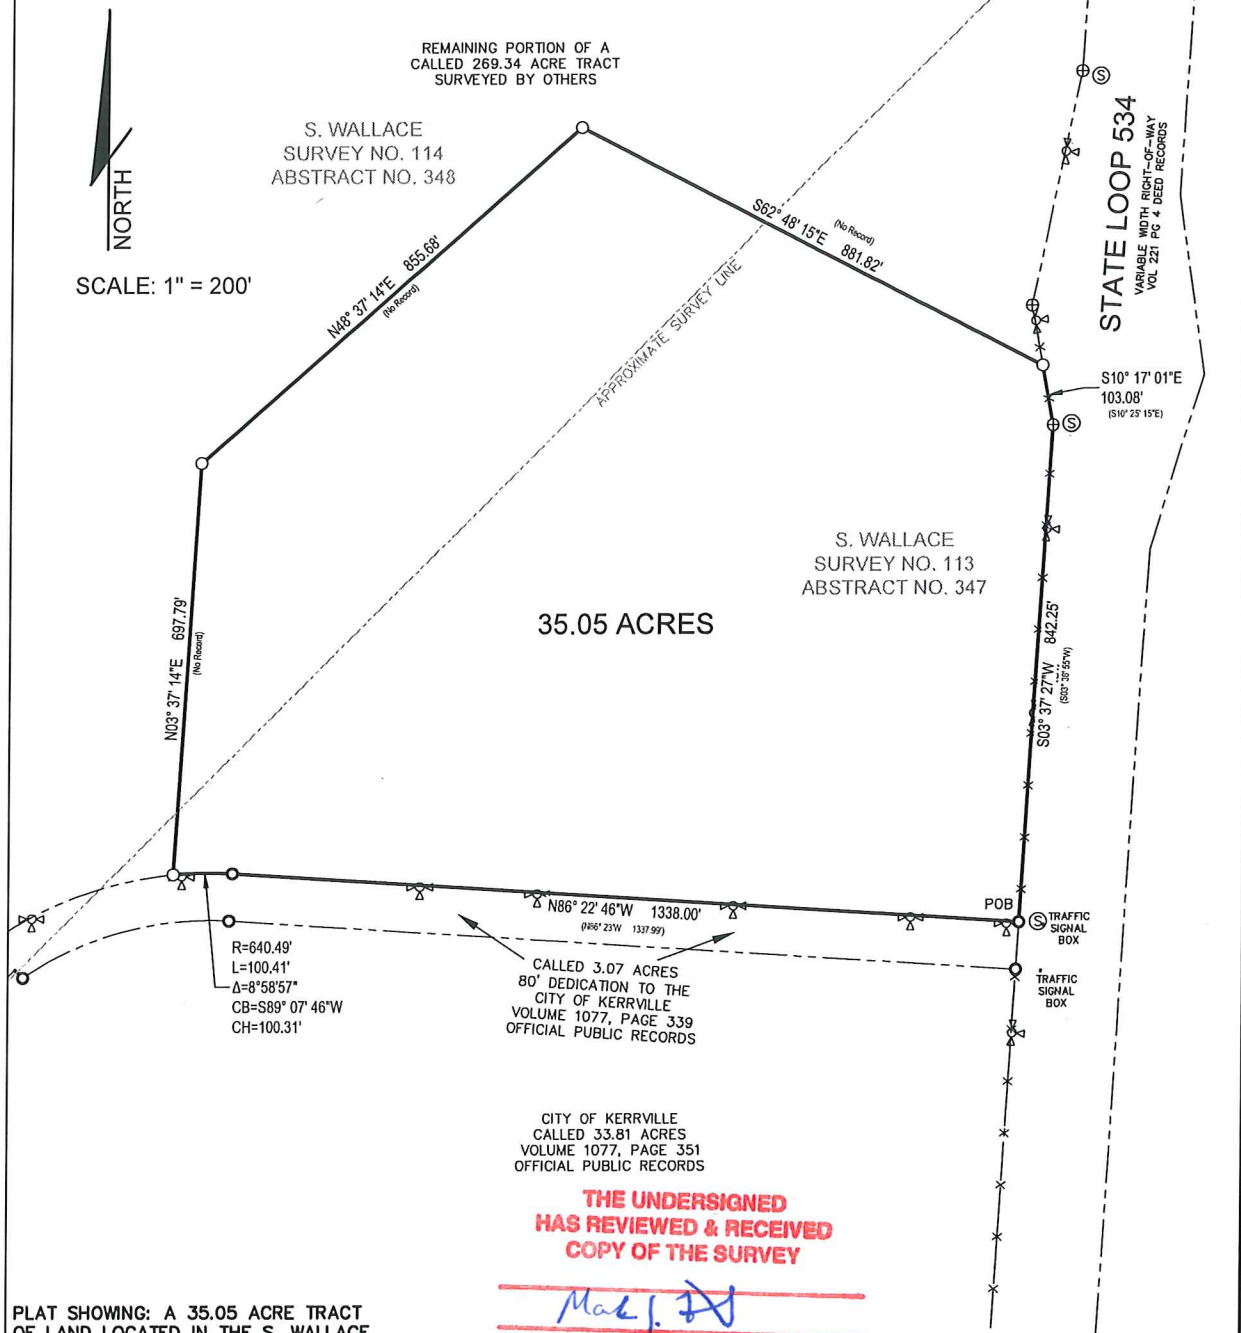 REMAINING PORTION OF A
CALLED 269.34 ACRE TRACT
SURVEYED BY OTHERS
S. WALLACE
SURVEY NO. 114
ABSTRACT NO. 348
NORTH
SCALE: 1" = 200'
STATE LOOP 534
VARIABLE WIDTH RIGHT-OF-WAY
VOL 221 PG 4 DEED RECORDS
S
N48° 37' 14"E 855.68'
(No Record)
S62° 48' 15"E 881.82'
(No Record)
APPROXIMATE SURVEY LINE
S10° 17' 01"E
103.08'
(S10° 25' 15"E)
S
S. WALLACE
SURVEY NO. 113
ABSTRACT NO. 347
35.05 ACRES
N03° 37' 14"E 697.79'
(No Record)
S03° 37' 27"W 842.25'
POB
S
TRAFFIC
SIGNAL
BOX
N86° 22' 46"W 1338.00'
(N86° 23'W 1337.99')
R=640.49'
L=100.41'
Δ=8°58'57"
CB=S89° 07' 46"W
CH=100.31'
CALLED 3.07 ACRES
80' DEDICATION TO THE
CITY OF KERRVILLE
VOLUME 1077, PAGE 339
OFFICIAL PUBLIC RECORDS
TRAFFIC
SIGNAL
BOX
CITY OF KERRVILLE
CALLED 33.81 ACRES
VOLUME 1077, PAGE 351
OFFICIAL PUBLIC RECORDS
THE UNDERSIGNED
HAS REVIEWED & RECEIVED
COPY OF THE SURVEY
PLAT SHOWING: A 35.05 ACRE TRACT
OF LAND LOCATED IN THE S. WALLACE